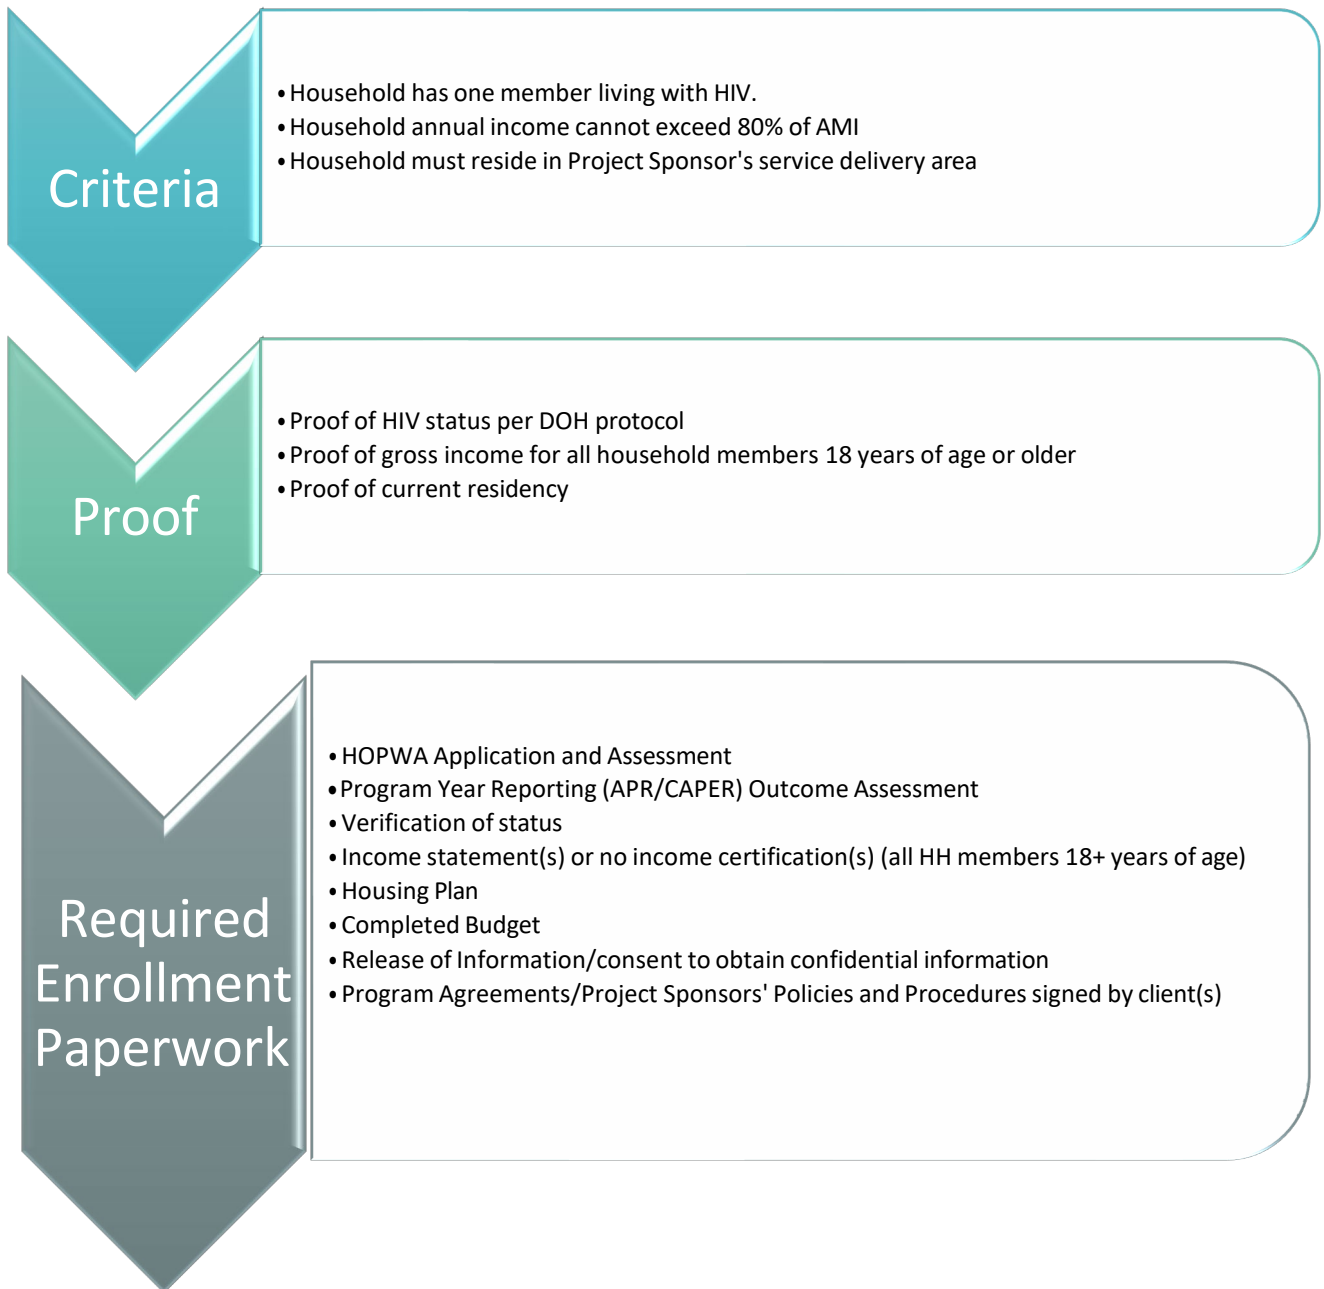 Criteria
• Household has one member living with HIV.
• Household annual income cannot exceed 80% of AMI
• Household must reside in Project Sponsor's service delivery area
Proof
• Proof of HIV status per DOH protocol
• Proof of gross income for all household members 18 years of age or older
• Proof of current residency
Required
Enrollment
Paperwork
• HOPWA Application and Assessment
• Program Year Reporting (APR/CAPER) Outcome Assessment
• Verification of status
• Income statement(s) or no income certification(s) (all HH members 18+ years of age)
• Housing Plan
• Completed Budget
• Release of Information/consent to obtain confidential information
• Program Agreements/Project Sponsors' Policies and Procedures signed by client(s)